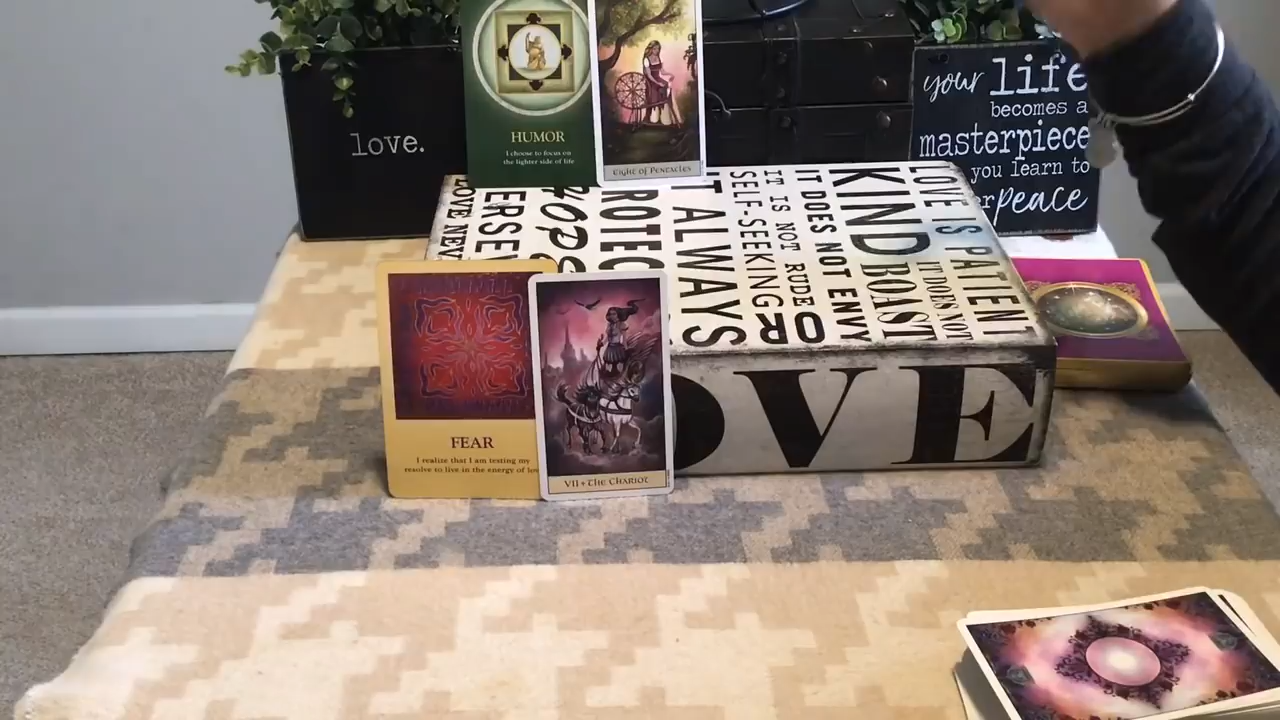 love.
HUMOR
I choose to focus on
the lighter side of life
Eight of Pentacles
your life
becomes a
masterpiece
you learn to
peace
LOVE IS PATIENT
IT DOES NOT
KIND BOAST
IT DOES NOT ENVY
IT IS NOT RUDE
SELF-SEEKING
IT ALWAYS
PROTEC
HOPE
ERSEV
LOVE NEV
OVE
FEAR
I realize that I am testing my
resolve to live in the energy of lov
VII + The Chariot